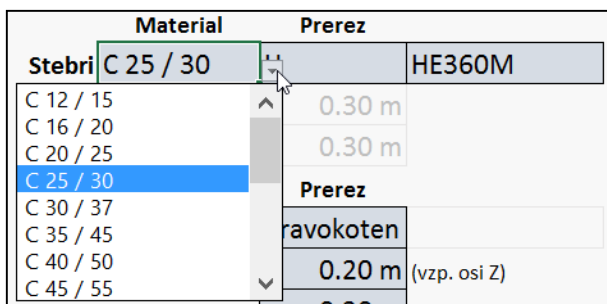 Material Prerez
Stebri C 25 / 30 HE360M
C 12 / 15
C 16 / 20
C 20 / 25
C 25 / 30
C 30 / 37
C 35 / 45
C 40 / 50
C 45 / 55
0.30 m
0.30 m
Prerez
ravokoten
0.20 m (vzp. osi Z)